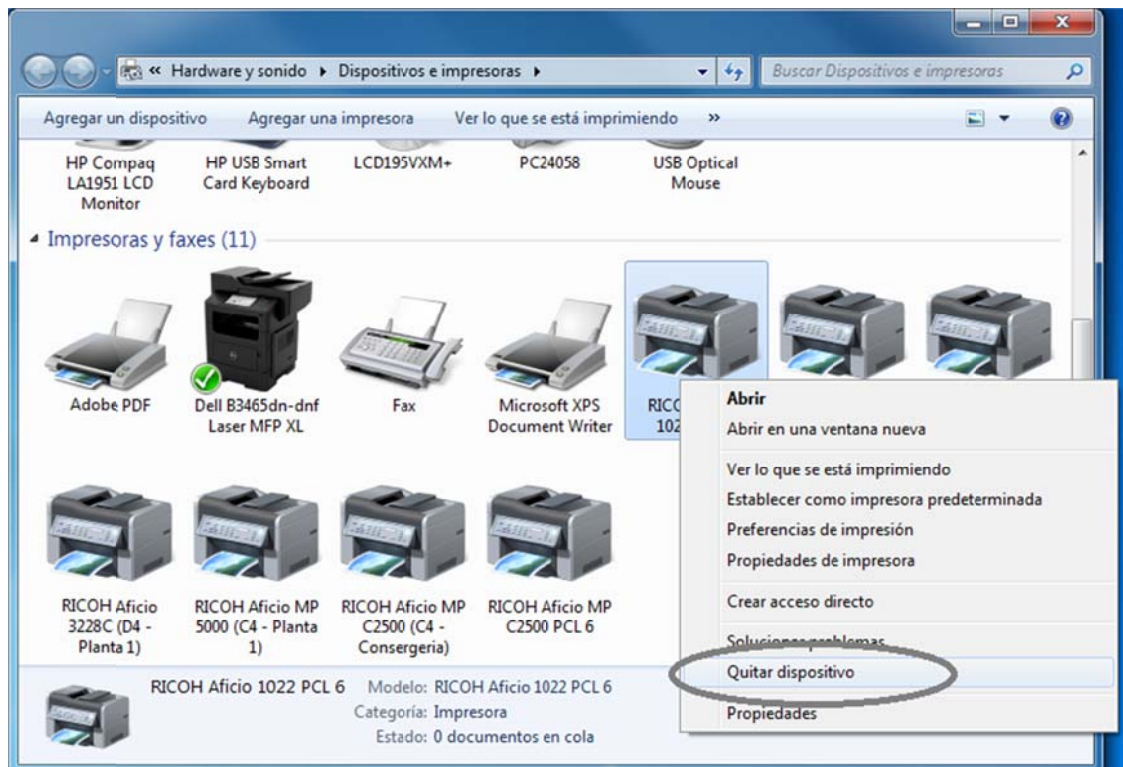 « Hardware y sonido ▸ Dispositivos e impresoras ▸
Buscar Dispositivos e impresoras
Agregar un dispositivo Agregar una impresora Ver lo que se está imprimiendo »
HP Compaq
LA1951 LCD
Monitor
HP USB Smart
Card Keyboard
LCD195VXM+
PC24058
USB Optical
Mouse
Impresoras y faxes (11)
Adobe PDF
Dell B3465dn-dnf
Laser MFP XL
Fax
Microsoft XPS
Document Writer
Abrir
Abrir en una ventana nueva
Ver lo que se está imprimiendo
Establecer como impresora predeterminada
Preferencias de impresión
Propiedades de impresora
Crear acceso directo
Solucionar problemas
Quitar dispositivo
Propiedades
RICOH Aficio
3228C (D4 -
Planta 1)
RICOH Aficio MP
5000 (C4 - Planta
1)
RICOH Aficio MP
C2500 (C4 -
Consergeria)
RICOH Aficio MP
C2500 PCL 6
RICOH Aficio 1022 PCL 6 Modelo: RICOH Aficio 1022 PCL 6
Categoría: Impresora
Estado: 0 documentos en cola